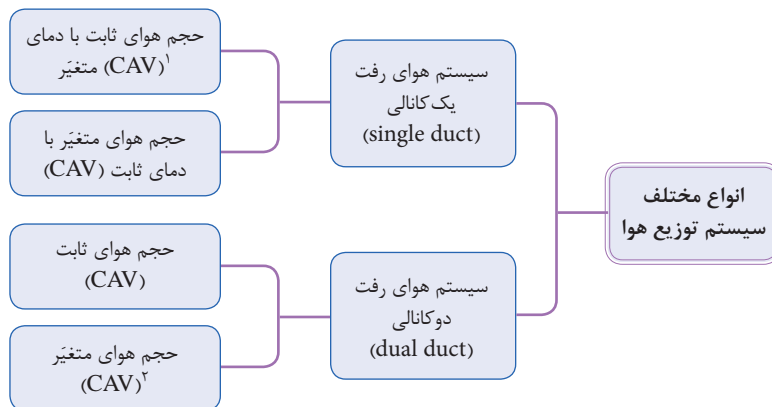 انواع مختلف
سیستم توزیع هوا
سیستم هوای رفت
یک‌کانالی
(single duct)
حجم هوای ثابت با دمای
متغیَر (CAV)۱
حجم هوای متغیَر با
دمای ثابت (CAV)
سیستم هوای رفت
دوکانالی
(dual duct)
حجم هوای ثابت
(CAV)
حجم هوای متغیَر
(CAV)۲